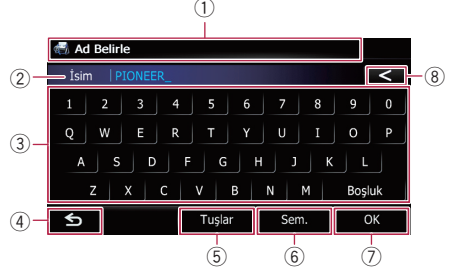 ①
Ad Belirle
② İsim PIONEER_ < ⑧
1 2 3 4 5 6 7 8 9 0
③ Q W E R T Y U I O P
A S D F G H J K L
Z X C V B N M Boşluk
④ Tuşlar Sem. OK
⑤ ⑥ ⑦